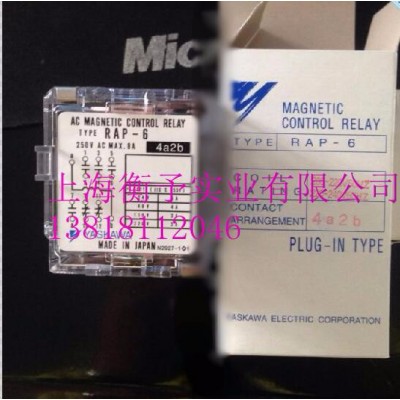 Mic
AC MAGNETIC CONTROL RELAY
TYPE RAP-6
250V AC MAX. 8A
4a2b
YASKAWA
MADE IN JAPAN
MAGNETIC
CONTROL RELAY
TYPE RAP-6
CONTACT
ARRANGEMENT 4a2b
PLUG-IN TYPE
YASKAWA ELECTRIC CORPORATION
上海衡予实业有限公司
13818112046